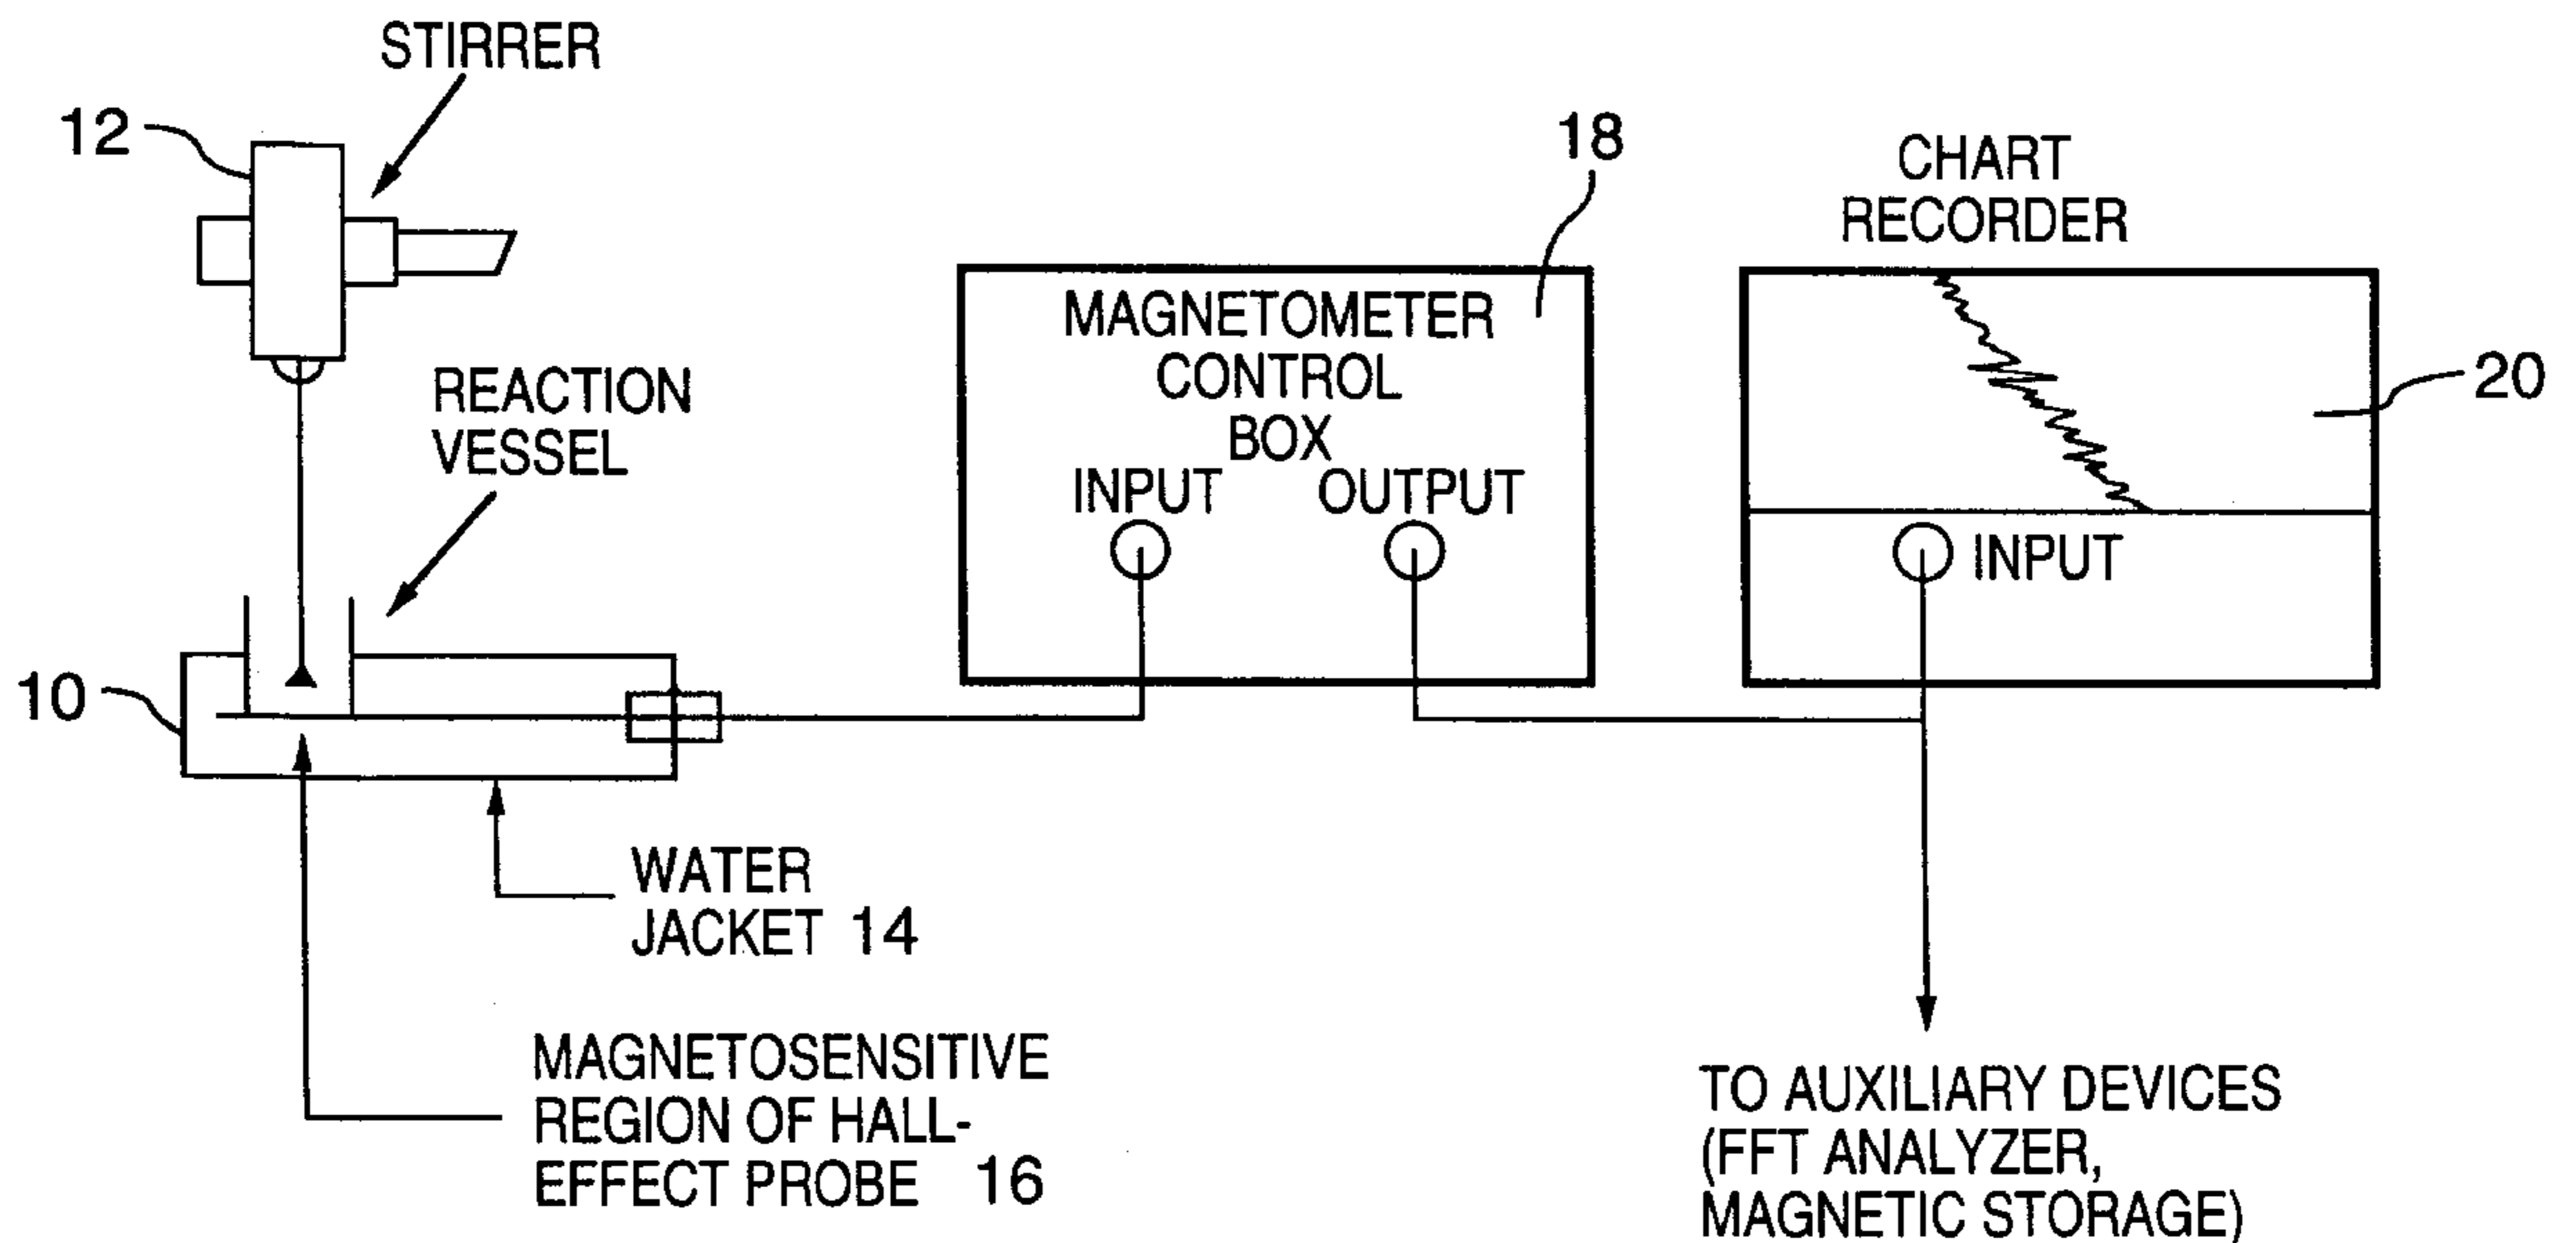 STIRRER
12
REACTION
VESSEL
10
WATER
JACKET 14
MAGNETOSENSITIVE
REGION OF HALL-
EFFECT PROBE 16
18
MAGNETOMETER
CONTROL
BOX
INPUT OUTPUT
CHART
RECORDER
20
INPUT
TO AUXILIARY DEVICES
(FFT ANALYZER,
MAGNETIC STORAGE)